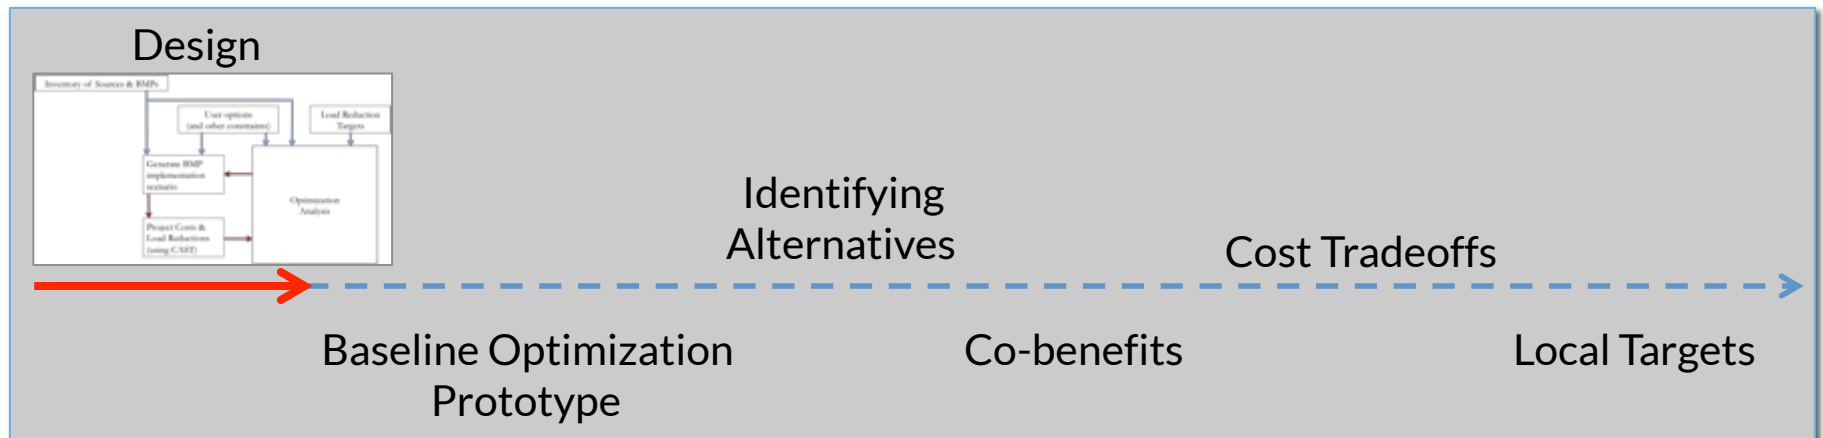 Design
Inventory of Sources & BMPs
User options
(and other constraints)
Load Reduction
Targets
Generate BMP
implementation
scenario
Optimization
Analysis
Project Costs &
Load Reductions
(using CAST)
Identifying
Alternatives
Cost Tradeoffs
Baseline Optimization
Prototype
Co-benefits
Local Targets